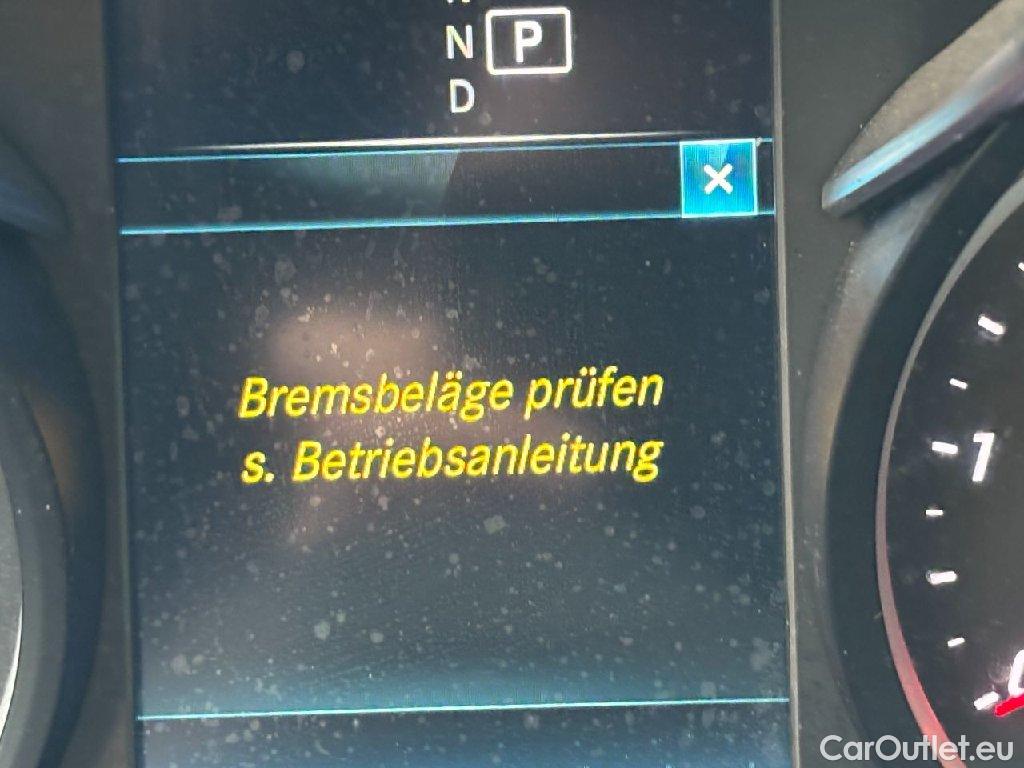 N P
D
×
Bremsbeläge prüfen
s. Betriebsanleitung
1
CarOutlet.eu